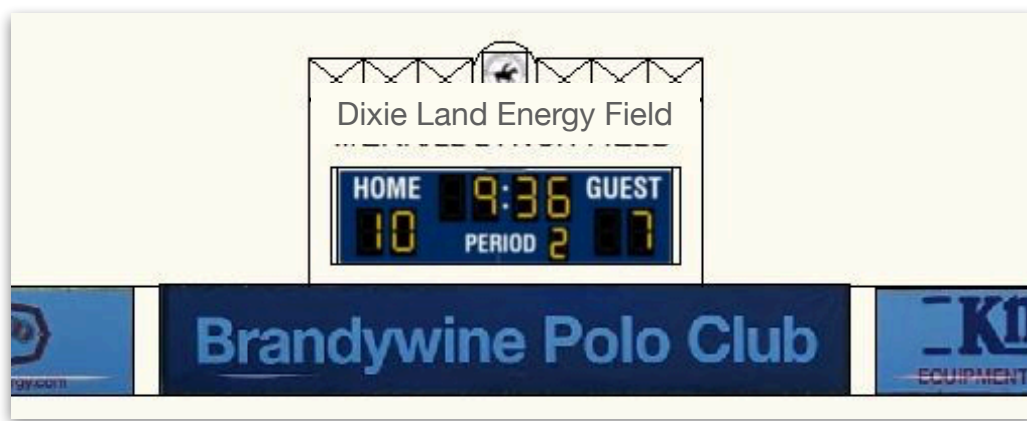 Dixie Land Energy Field
HOME 9:36 GUEST
10 PERIOD 2 7
Brandywine Polo Club
EQUIPMENT